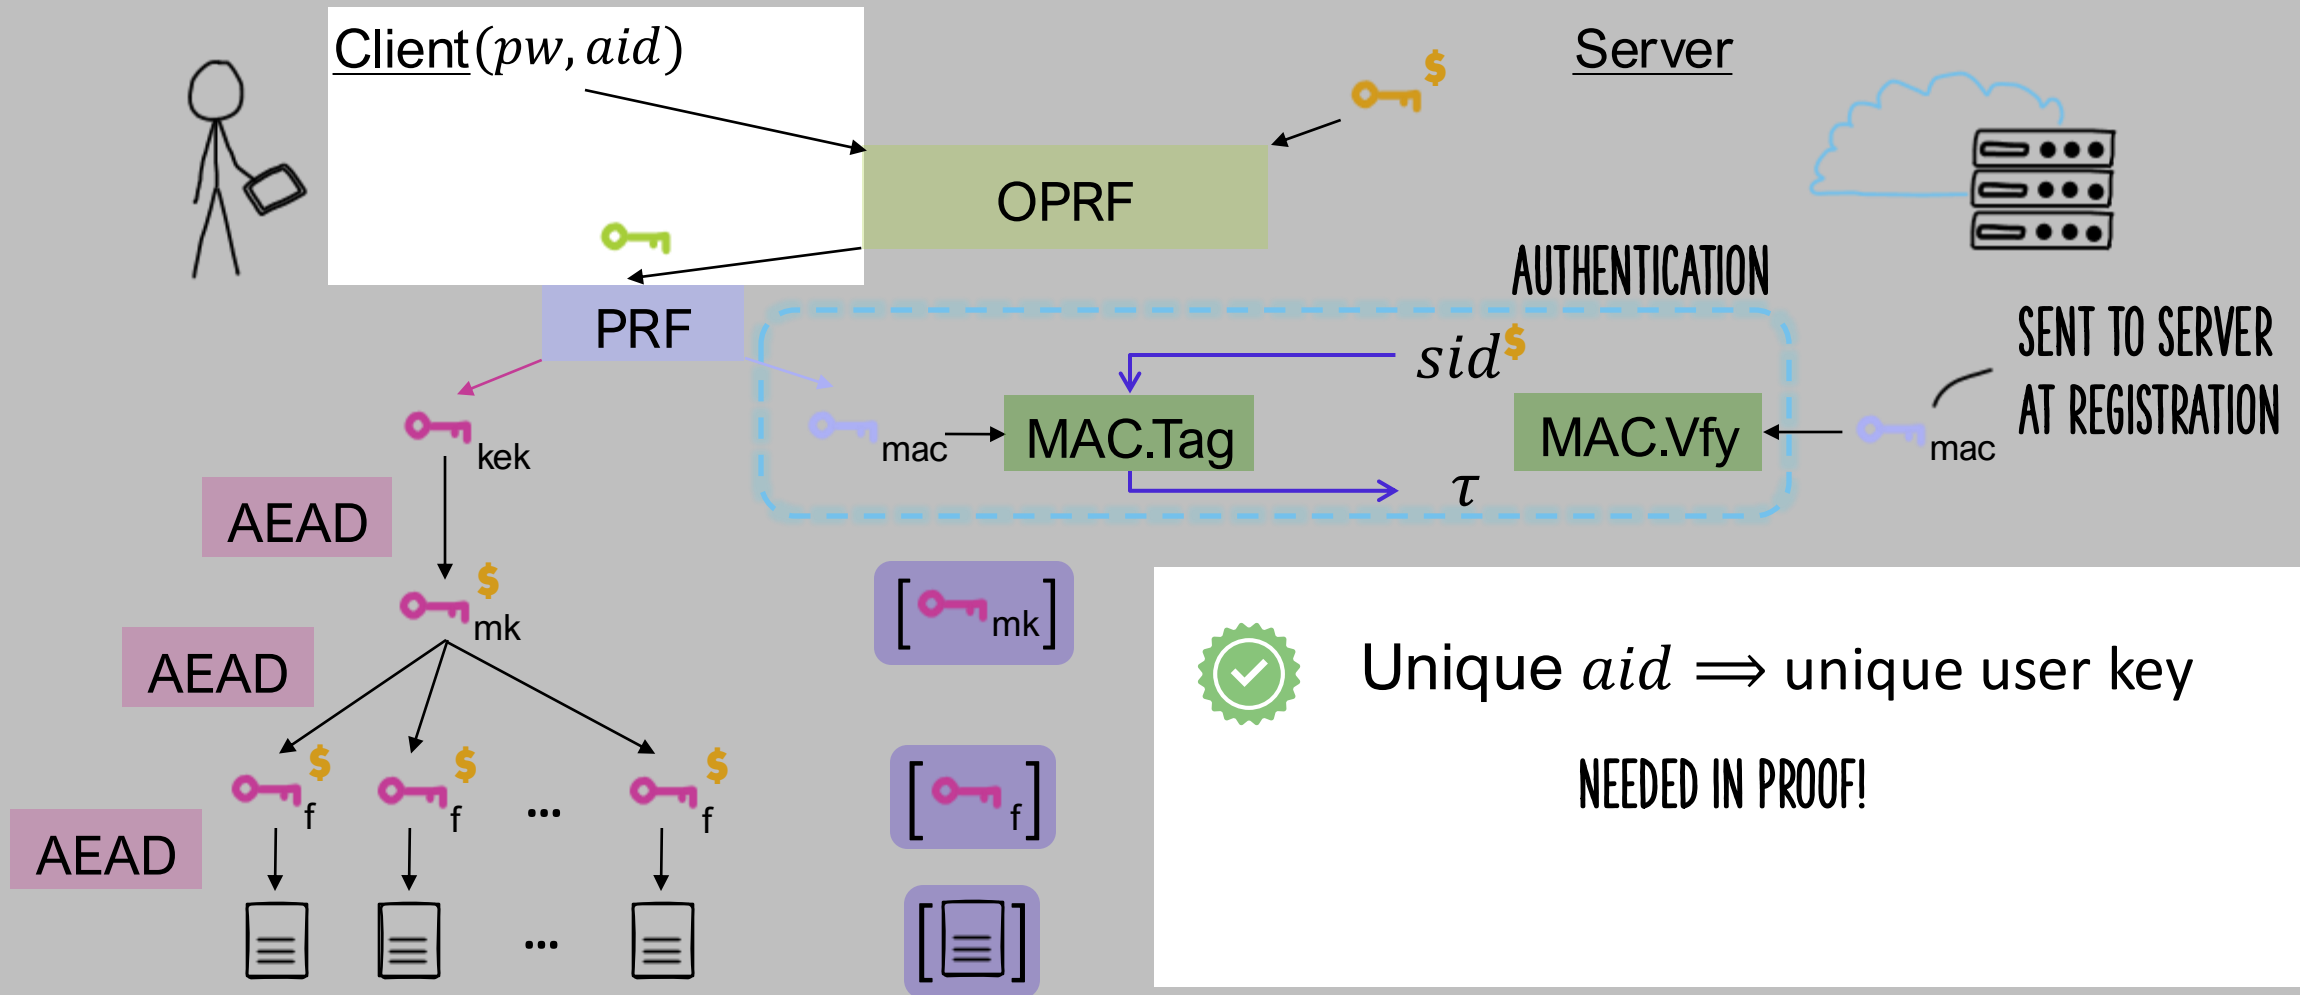 Client(pw, aid)
$
Server
OPRF
AUTHENTICATION
PRF
sid$
SENT TO SERVER
AT REGISTRATION
MAC.Tag
MAC.Vfy
mac
mac
kek
τ
AEAD
$
mk
[mk]
Unique aid ⟹ unique user key
AEAD
NEEDED IN PROOF!
$
$
$
f
f
...
f
[f]
AEAD
...
[ ]